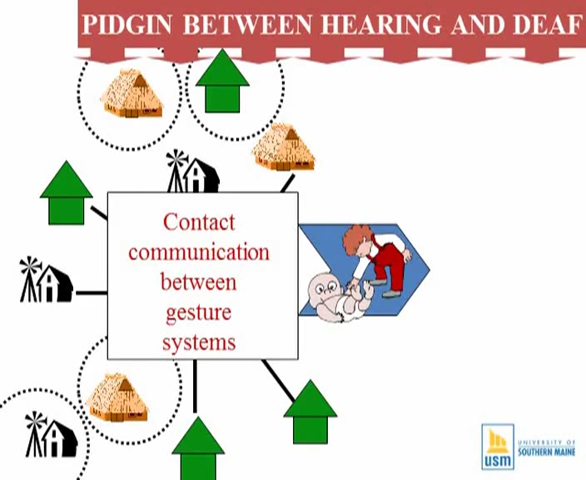 PIDGIN BETWEEN HEARING AND DEAF
Contact
communication
between
gesture
systems
usm
UNIVERSITY OF
SOUTHERN MAINE